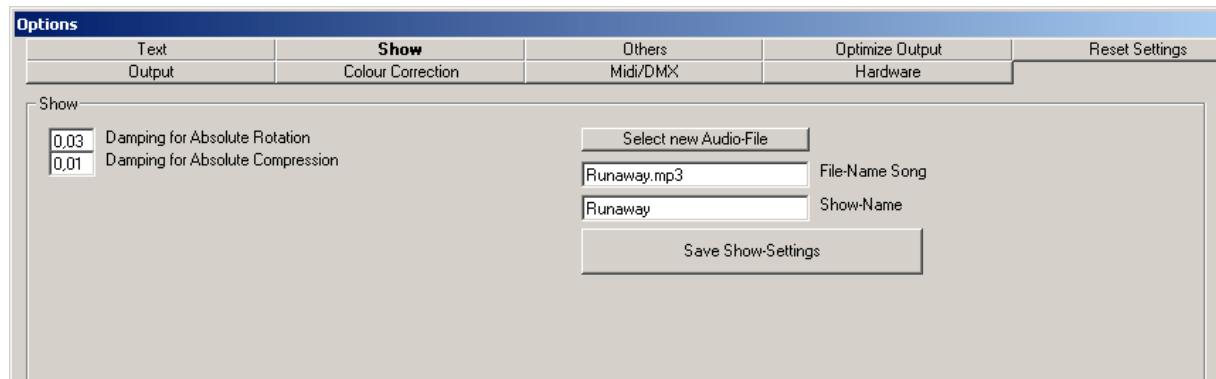 Options
Text Show Others Optimize Output Reset Settings
Output Colour Correction Midi/DMX Hardware
Show
0,03 Damping for Absolute Rotation
0,01 Damping for Absolute Compression
Select new Audio-File
Runaway.mp3 File-Name Song
Runaway Show-Name
Save Show-Settings